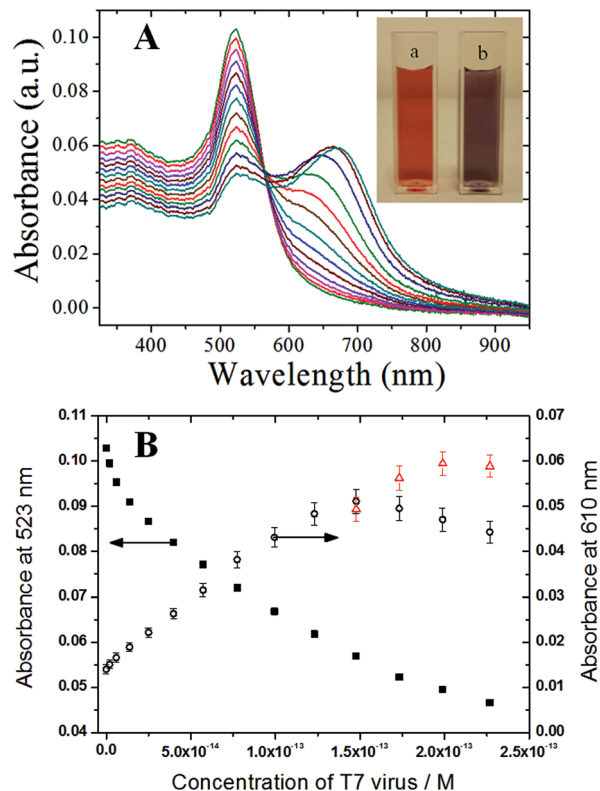 A
a
b
Absorbance (a.u.)
0.10
0.08
0.06
0.04
0.02
0.00
400 500 600 700 800 900
Wavelength (nm)
B
Absorbance at 523 nm
0.11
0.10
0.09
0.08
0.07
0.06
0.05
0.04
0.07
0.06
0.05
0.04
0.03
0.02
0.01
0.00
Absorbance at 610 nm
0.0 5.0x10⁻¹⁴ 1.0x10⁻¹³ 1.5x10⁻¹³ 2.0x10⁻¹³ 2.5x10⁻¹³
Concentration of T7 virus / M